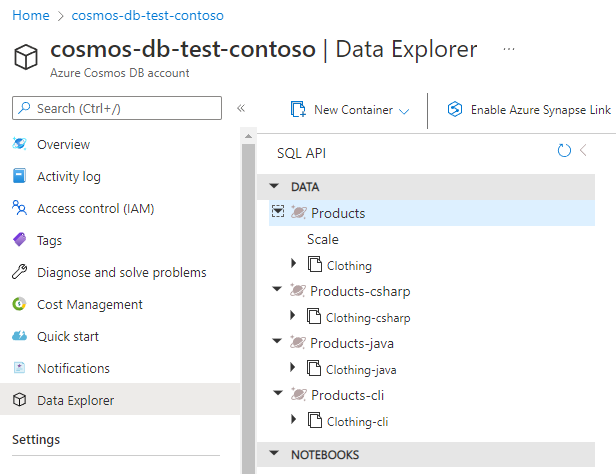 Home > cosmos-db-test-contoso
cosmos-db-test-contoso | Data Explorer ...
Azure Cosmos DB account
Search (Ctrl+/)
«
Overview
Activity log
Access control (IAM)
Tags
Diagnose and solve problems
Cost Management
Quick start
Notifications
Data Explorer
Settings
New Container
Enable Azure Synapse Link
SQL API
DATA
Products
Scale
Clothing
Products-csharp
Clothing-csharp
Products-java
Clothing-java
Products-cli
Clothing-cli
NOTEBOOKS